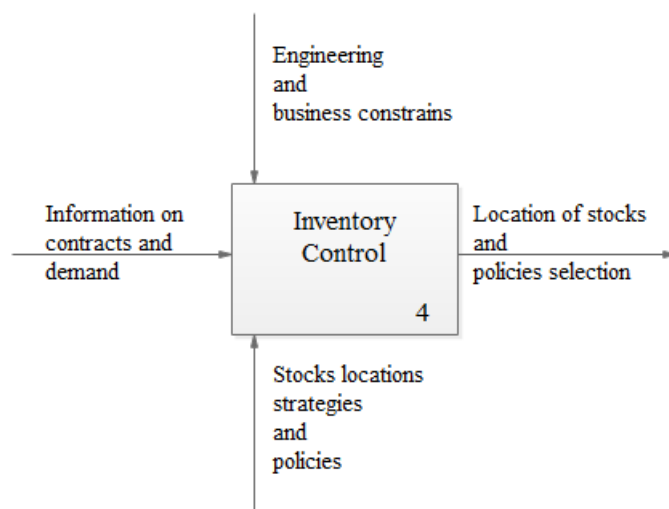 Engineering
and
business constrains
Information on
contracts and
demand
Inventory
Control
4
Location of stocks
and
policies selection
Stocks locations
strategies
and
policies